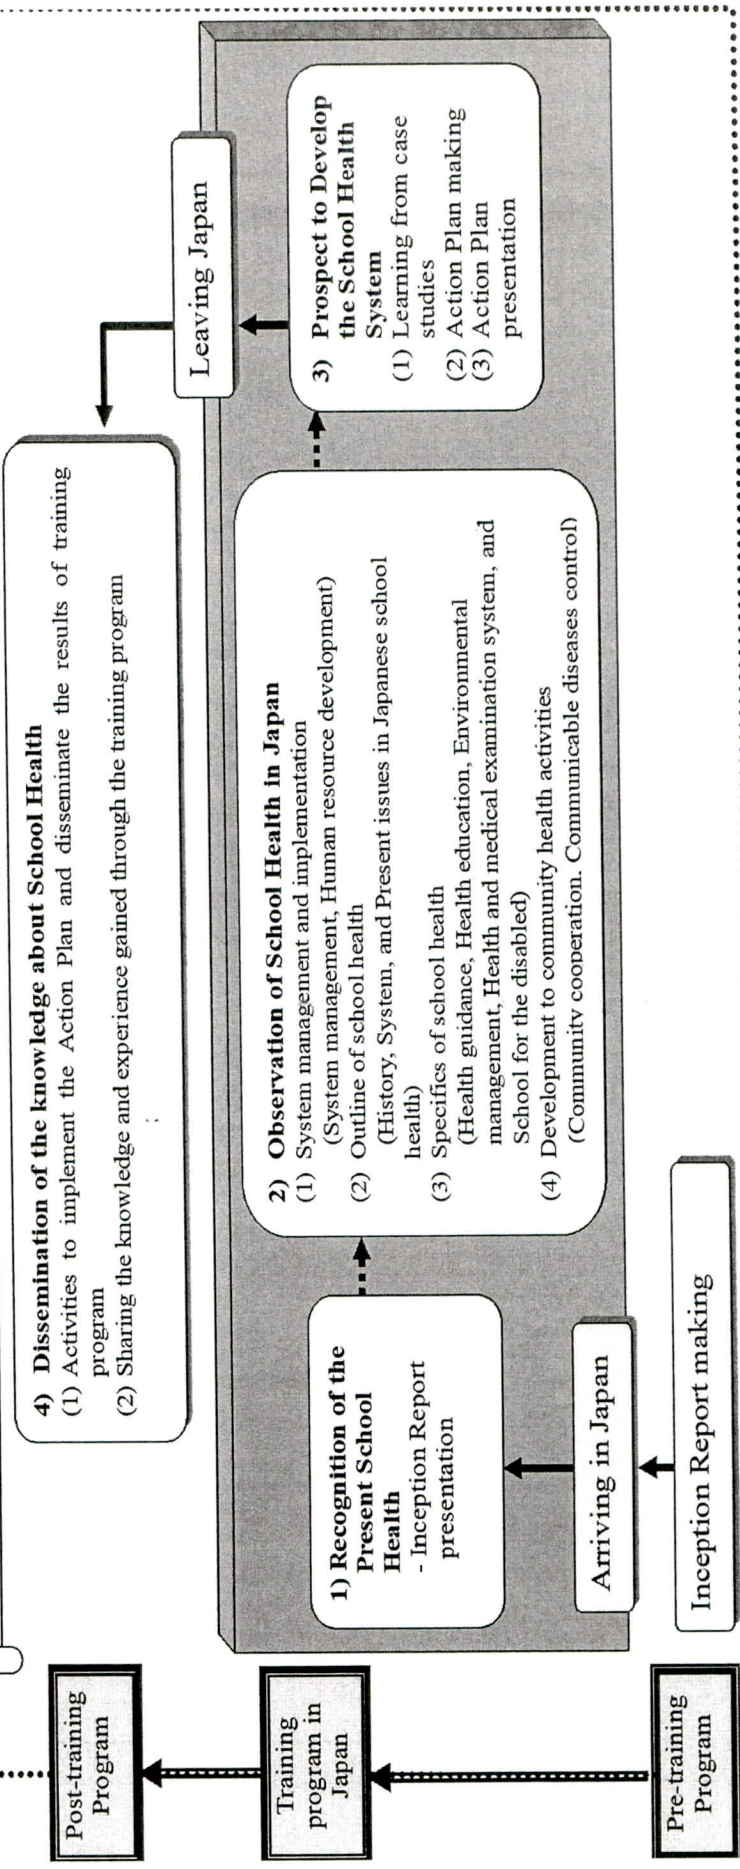 Post-training
Program
4) Dissemination of the knowledge about School Health
(1) Activities to implement the Action Plan and disseminate the results of training
program
(2) Sharing the knowledge and experience gained through the training program
Leaving Japan
Training
program in
Japan
1) Recognition of the
Present School
Health
- Inception Report
presentation
2) Observation of School Health in Japan
(1) System management and implementation
(System management, Human resource development)
(2) Outline of school health
(History, System, and Present issues in Japanese school
health)
(3) Specifics of school health
(Health guidance, Health education, Environmental
management, Health and medical examination system, and
School for the disabled)
(4) Development to community health activities
(Community cooperation. Communicable diseases control)
3) Prospect to Develop
the School Health
System
(1) Learning from case
studies
(2) Action Plan making
(3) Action Plan
presentation
Arriving in Japan
Pre-training
Program
Inception Report making